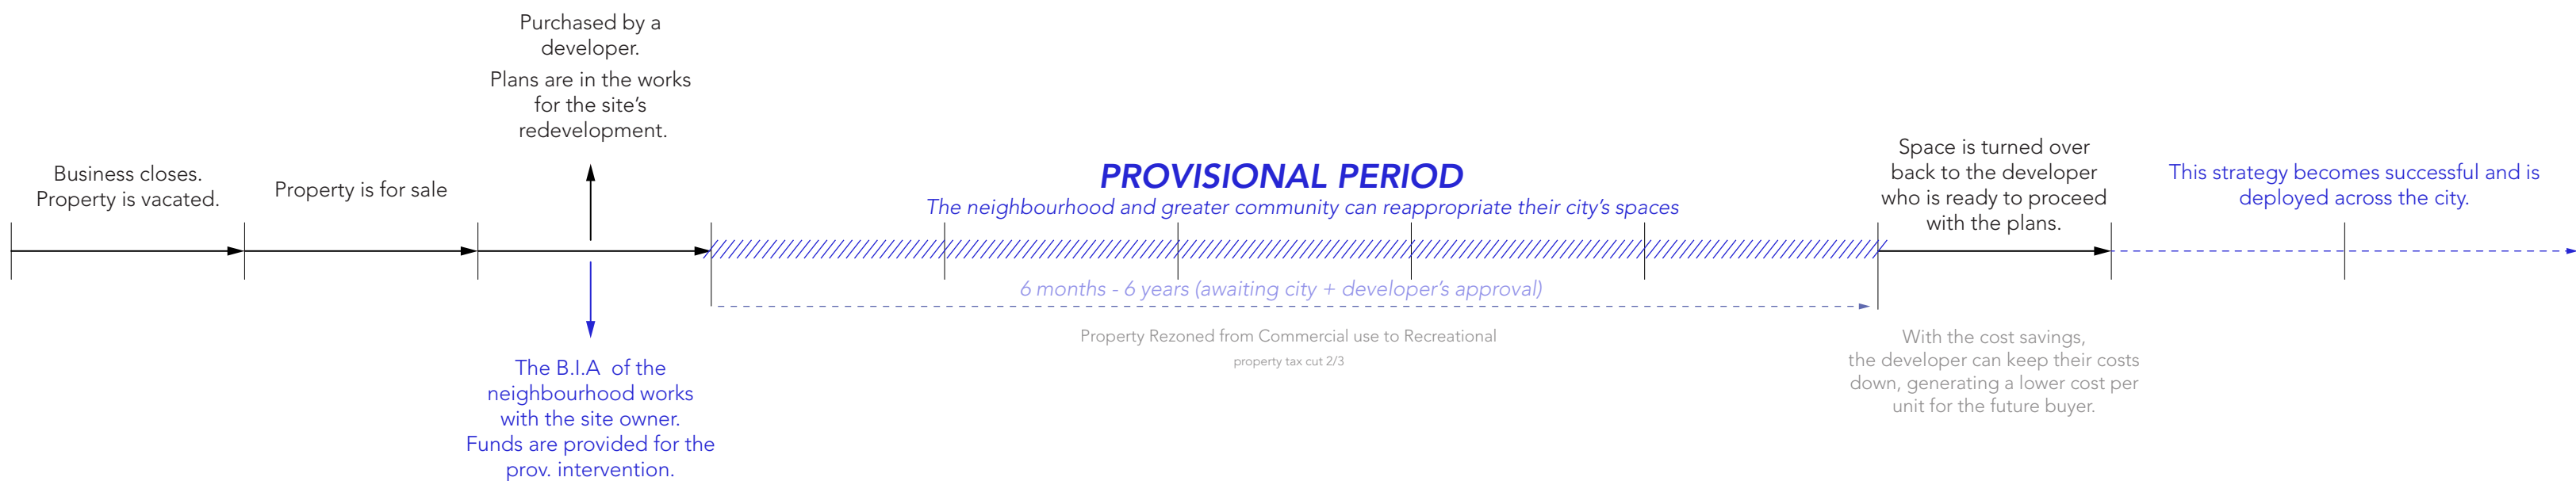 Business closes.
Property is vacated.
Property is for sale
Purchased by a
developer.
Plans are in the works
for the site's
redevelopment.
The B.I.A  of the
neighbourhood works
with the site owner.
Funds are provided for the
prov. intervention.
PROVISIONAL PERIOD
The neighbourhood and greater community can reappropriate their city's spaces
6 months - 6 years (awaiting city + developer's approval)
Property Rezoned from Commercial use to Recreational
property tax cut 2/3
Space is turned over
back to the developer
who is ready to proceed
with the plans.
With the cost savings,
the developer can keep their costs
down, generating a lower cost per
unit for the future buyer.
This strategy becomes successful and is
deployed across the city.